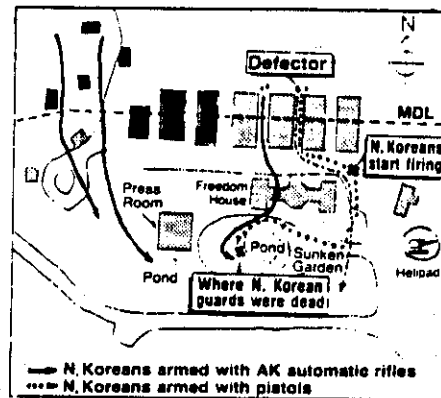 N
Defector
MDL
N. Koreans
start firing
Press
Room
Freedom
House
Pond
Pond
Sunken
Garden
Helipad
Where N. Korean
guards were dead
N. Koreans armed with AK automatic rifles
N. Koreans armed with pistols